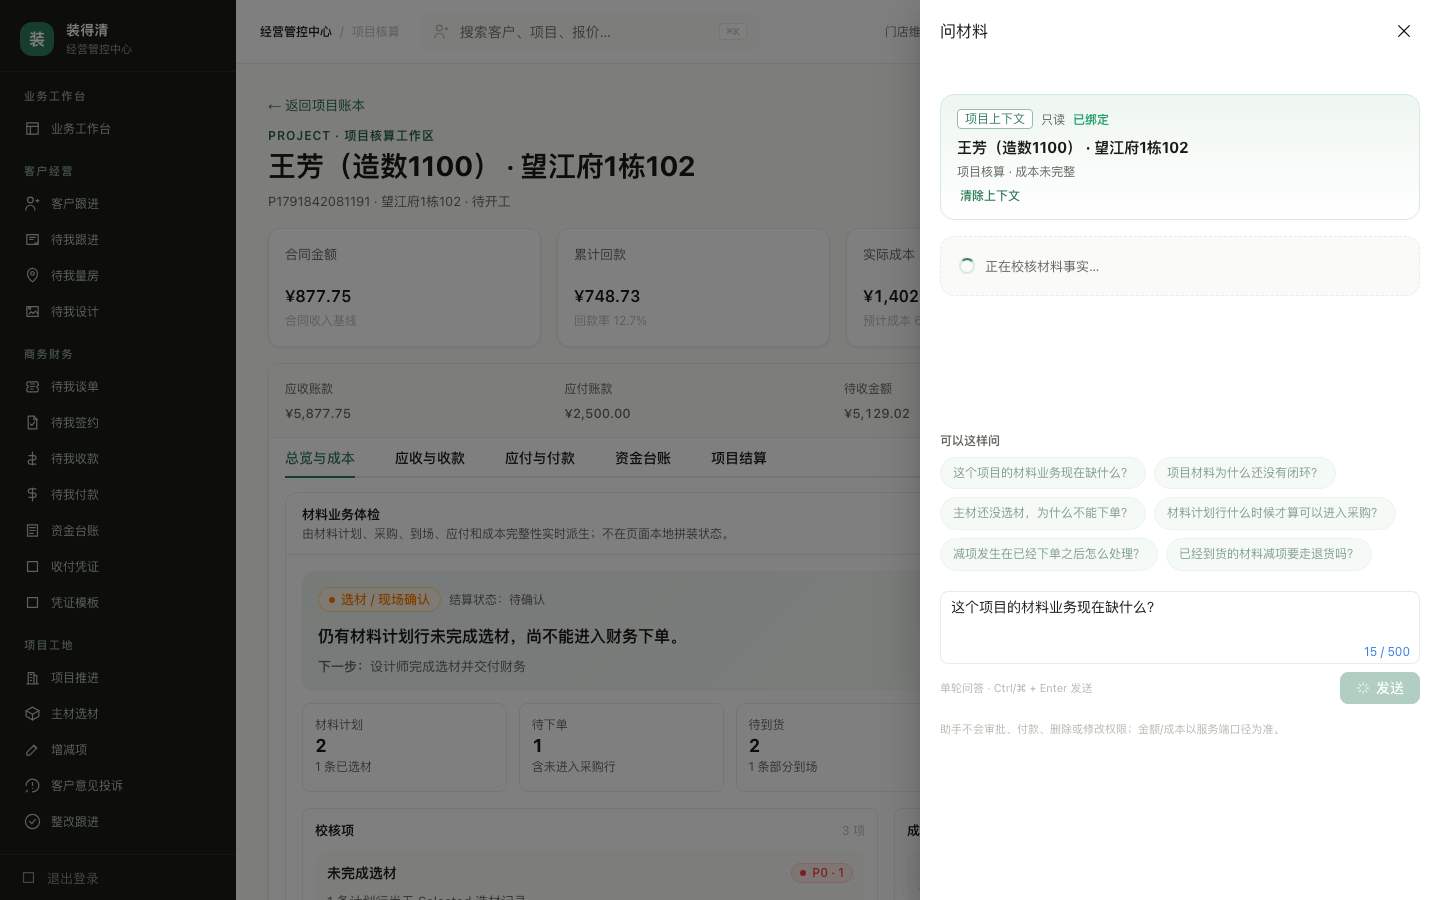 装
装得清
经营管控中心
业务工作台
业务工作台
客户经营
客户跟进
待我跟进
待我量房
待我设计
商务财务
待我谈单
待我签约
待我收款
待我付款
资金台账
收付凭证
凭证模板
项目工地
项目推进
主材选材
增减项
客户意见投诉
整改跟进
退出登录
经营管控中心 / 项目核算
搜索客户、项目、报价... ⌘K
门店维
← 返回项目账本
PROJECT · 项目核算工作区
王芳（造数1100） · 望江府1栋102
P1791842081191 · 望江府1栋102 · 待开工
合同金额
¥877.75
合同收入基线
累计回款
¥748.73
回款率 12.7%
实际成本
¥1,402
预计成本 6
应收账款
¥5,877.75
应付账款
¥2,500.00
待收金额
¥5,129.02
总览与成本 应收与收款 应付与付款 资金台账 项目结算
材料业务体检
由材料计划、采购、到场、应付和成本完整性实时派生；不在页面本地拼装状态。
选材 / 现场确认 结算状态：待确认
仍有材料计划行未完成选材，尚不能进入财务下单。
下一步：设计师完成选材并交付财务
材料计划
2
1 条已选材
待下单
1
含未进入采购行
待到货
2
1 条部分到场
校核项 3 项
成
未完成选材 P0 · 1
1 条计划行尚无 Selected 选材记录
问材料
项目上下文 只读 已绑定
王芳（造数1100） · 望江府1栋102
项目核算 · 成本未完整
清除上下文
正在校核材料事实...
可以这样问
这个项目的材料业务现在缺什么？ 项目材料为什么还没有闭环？
主材还没选材，为什么不能下单？ 材料计划行什么时候才算可以进入采购？
减项发生在已经下单之后怎么处理？ 已经到货的材料减项要走退货吗？
这个项目的材料业务现在缺什么？
15 / 500
单轮问答 · Ctrl/⌘ + Enter 发送
发送
助手不会审批、付款、删除或修改权限；金额/成本以服务端口径为准。